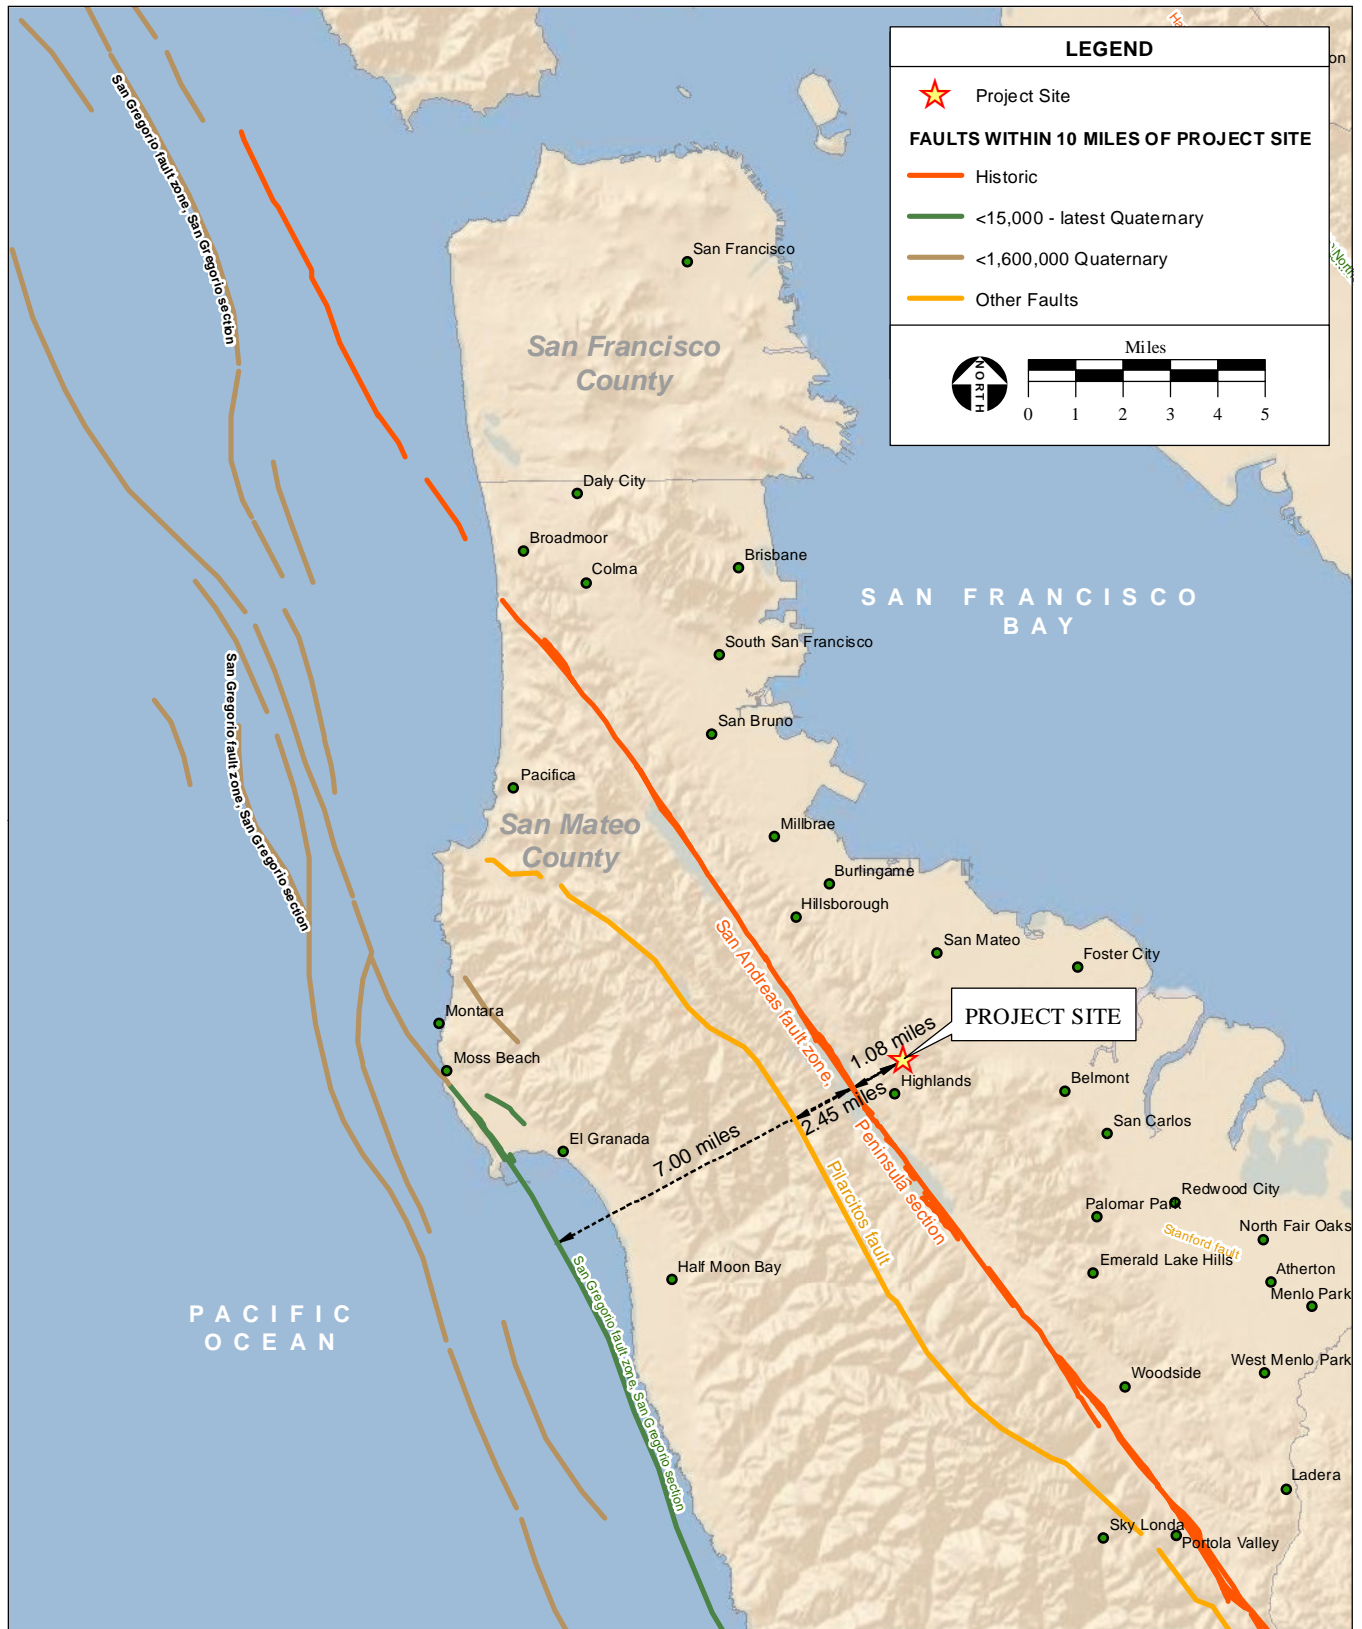 LEGEND
Project Site
FAULTS WITHIN 10 MILES OF PROJECT SITE
Historic
<15,000 - latest Quaternary
<1,600,000 Quaternary
Other Faults
Miles
NORTH
0 1 2 3 4 5
Ha
on
North
San Gregorio fault zone, San Gregorio section
San Francisco
San Francisco
County
Daly City
Broadmoor
Colma
Brisbane
SAN FRANCISCO
BAY
South San Francisco
San Gregorio fault zone, San Gregorio section
San Bruno
Pacifica
San Mateo
County
Millbrae
Burlingame
Hillsborough
San Andreas fault zone,
Peninsula section
San Mateo
Foster City
PROJECT SITE
Montara
Moss Beach
1.08 miles
Highlands
2.45 miles
Belmont
San Carlos
El Granada
7.00 miles
Pilarcitos fault
Palomar Park
Redwood City
Stanford fault
North Fair Oaks
Half Moon Bay
Emerald Lake Hills
Atherton
Menlo Park
PACIFIC
OCEAN
San Gregorio fault zone, San Gregorio section
West Menlo Park
Woodside
Ladera
Sky Londa
Portola Valley